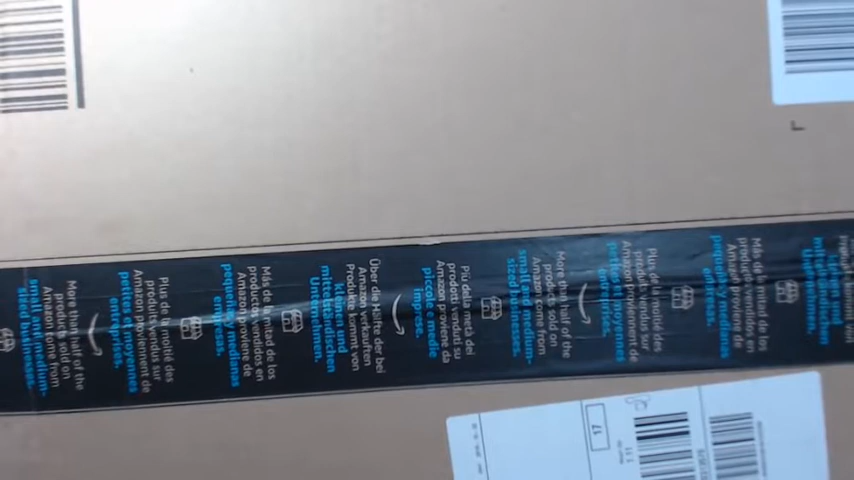 More than half of the
products sold on
Amazon come from
small and medium
sized businesses.
Plus de la moitié des
produits vendus sur
Amazon proviennent de
petites et moyennes
entreprises.
Más de la mitad de los
productos vendidos en
Amazon proviene de
pequeñas y medianas
empresas.
Über die Hälfte der bei
Amazon verkauften
Produkte kommt von
mittelständischen
Unternehmen.
Più della metà dei
prodotti venduti su
Amazon proviene da
piccole e medie
imprese.
More than half of the
products sold on
Amazon come from
small and medium
sized businesses.
Plus de la moitié des
produits vendus sur
Amazon proviennent de
petites et moyennes
entreprises.
Más de la mitad de los
productos vendidos en
Amazon proviene de
pequeñas y medianas
empresas.
17